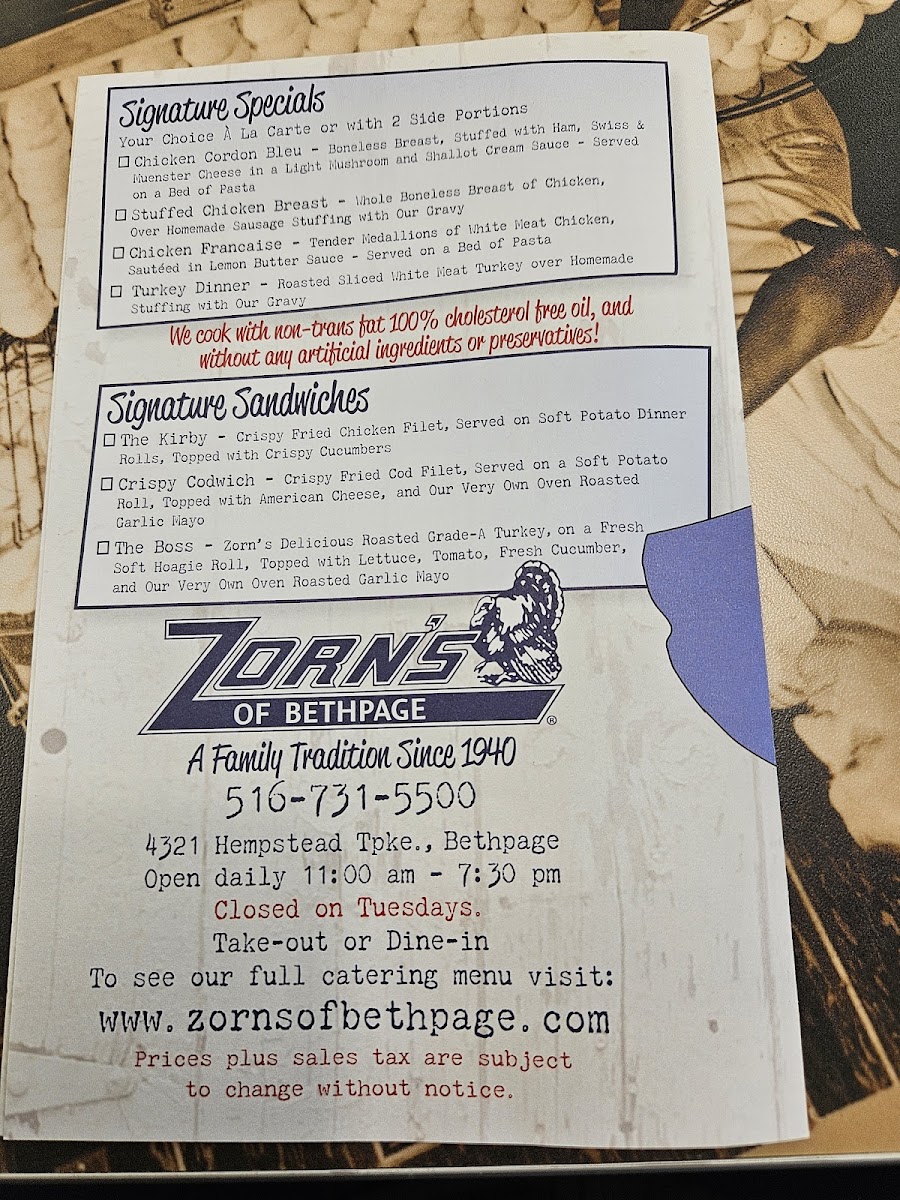 Signature Specials
Your Choice À La Carte or with 2 Side Portions
☐ Chicken Cordon Bleu - Boneless Breast, Stuffed with Ham, Swiss &
Muenster Cheese in a Light Mushroom and Shallot Cream Sauce - Served
on a Bed of Pasta
☐ Stuffed Chicken Breast - Whole Boneless Breast of Chicken,
Over Homemade Sausage Stuffing with Our Gravy
☐ Chicken Francaise - Tender Medallions of White Meat Chicken,
Sautéed in Lemon Butter Sauce - Served on a Bed of Pasta
☐ Turkey Dinner - Roasted Sliced White Meat Turkey over Homemade
Stuffing with Our Gravy
We cook with non-trans fat 100% cholesterol free oil, and
without any artificial ingredients or preservatives!
Signature Sandwiches
☐ The Kirby - Crispy Fried Chicken Filet, Served on Soft Potato Dinner
Rolls, Topped with Crispy Cucumbers
☐ Crispy Codwich - Crispy Fried Cod Filet, Served on a Soft Potato
Roll, Topped with American Cheese, and Our Very Own Oven Roasted
Garlic Mayo
☐ The Boss - Zorn's Delicious Roasted Grade-A Turkey, on a Fresh
Soft Hoagie Roll, Topped with Lettuce, Tomato, Fresh Cucumber,
and Our Very Own Oven Roasted Garlic Mayo
ZORN'S
OF BETHPAGE ®
A Family Tradition Since 1940
516-731-5500
4321 Hempstead Tpke., Bethpage
Open daily 11:00 am - 7:30 pm
Closed on Tuesdays.
Take-out or Dine-in
To see our full catering menu visit:
www.zornsofbethpage.com
Prices plus sales tax are subject
to change without notice.